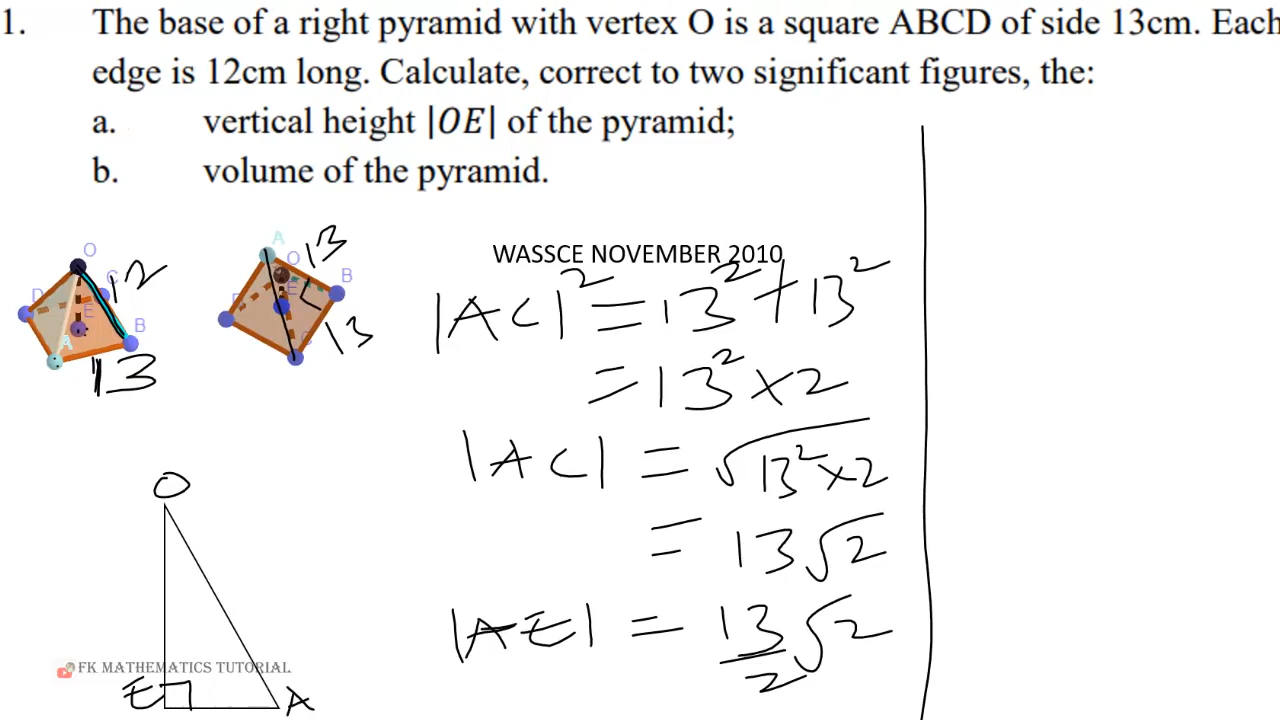 1. The base of a right pyramid with vertex O is a square ABCD of side 13cm. Each
edge is 12cm long. Calculate, correct to two significant figures, the:
a. vertical height |OE| of the pyramid;
b. volume of the pyramid.
WASSCE NOVEMBER 2010
O
D
C
E
A
B
12
13
A
O
B
E
C
13
13
|AC|² = 13² + 13²
= 13² × 2
|AC| = √13² × 2
= 13√2
|AE| = 13/2 √2
O
E
A
FK MATHEMATICS TUTORIAL